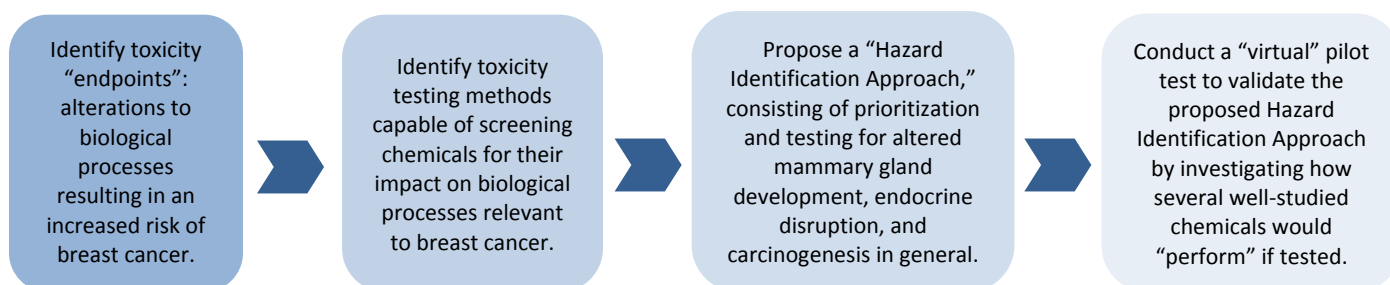 Identify toxicity
“endpoints”:
alterations to
biological
processes
resulting in an
increased risk of
breast cancer.
Identify toxicity
testing methods
capable of screening
chemicals for their
impact on biological
processes relevant
to breast cancer.
Propose a “Hazard
Identification Approach,”
consisting of prioritization
and testing for altered
mammary gland
development, endocrine
disruption, and
carcinogenesis in general.
Conduct a “virtual” pilot
test to validate the
proposed Hazard
Identification Approach
by investigating how
several well-studied
chemicals would
“perform” if tested.